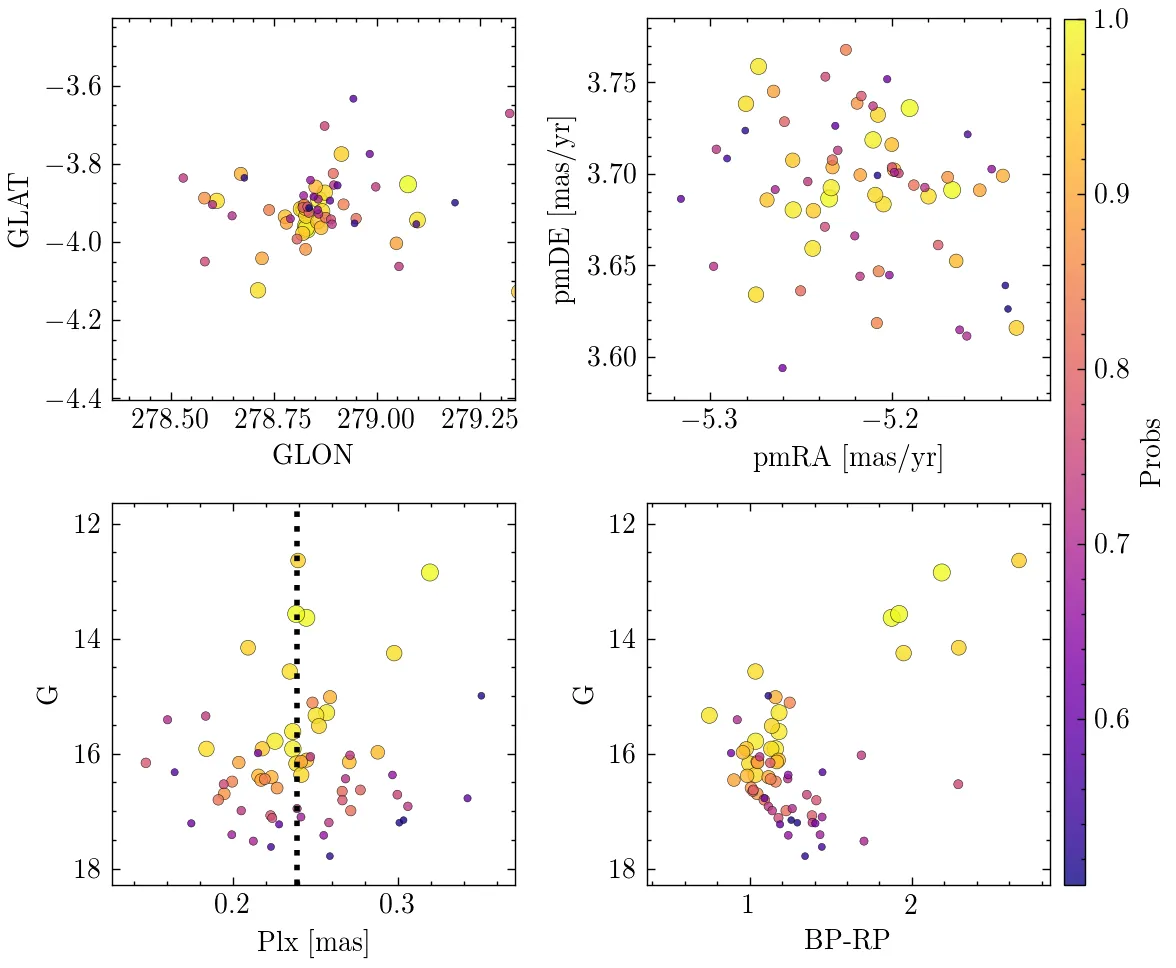 −3.6
−3.8
−4.0
−4.2
−4.4
GLAT
278.50 278.75 279.00 279.25
GLON
3.75
3.70
3.65
3.60
pmDE [mas/yr]
−5.3 −5.2
pmRA [mas/yr]
1.0
0.9
0.8
0.7
0.6
Probs
12
14
16
18
G
0.2 0.3
Plx [mas]
12
14
16
18
G
1 2
BP-RP